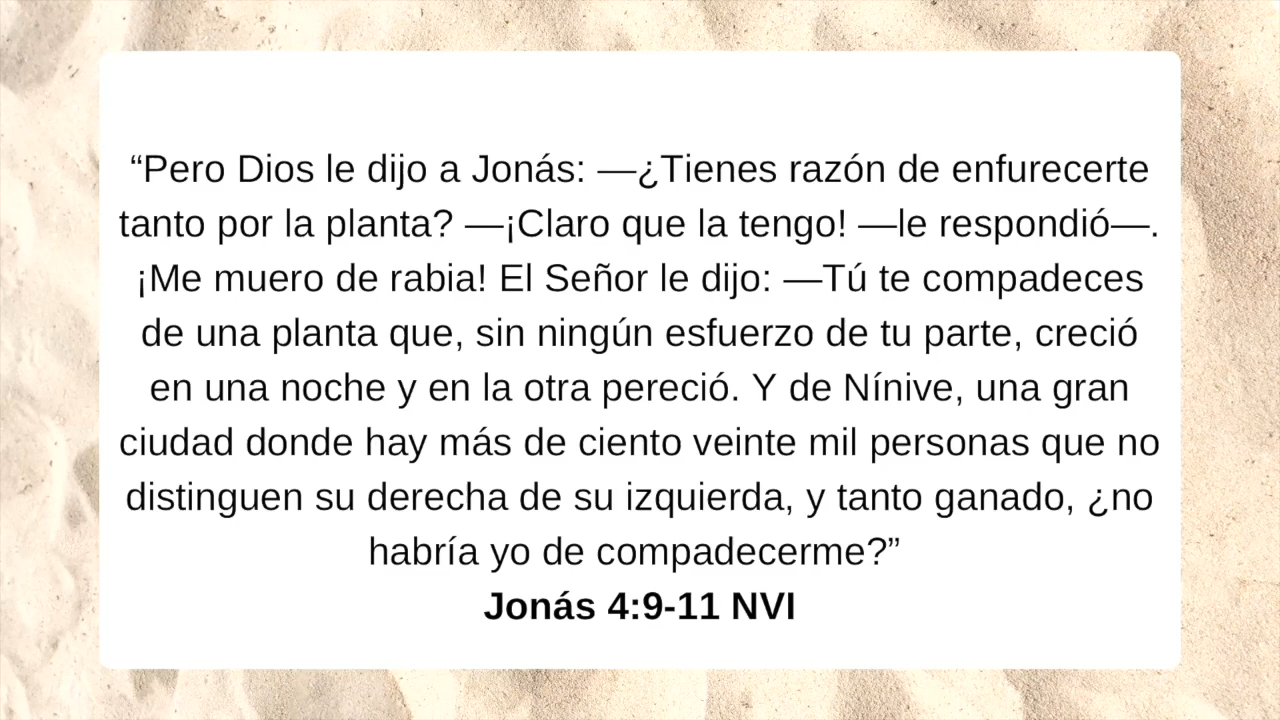 “Pero Dios le dijo a Jonás: —¿Tienes razón de enfurecerte
tanto por la planta? —¡Claro que la tengo! —le respondió—.
¡Me muero de rabia! El Señor le dijo: —Tú te compadeces
de una planta que, sin ningún esfuerzo de tu parte, creció
en una noche y en la otra pereció. Y de Nínive, una gran
ciudad donde hay más de ciento veinte mil personas que no
distinguen su derecha de su izquierda, y tanto ganado, ¿no
habría yo de compadecerme?”
Jonás 4:9-11 NVI